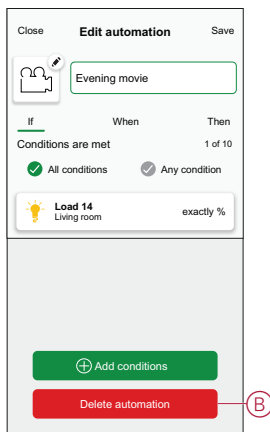 Close Edit automation Save
Evening movie
If When Then
Conditions are met 1 of 10
All conditions Any condition
Load 14
Living room exactly %
Add conditions
Delete automation B